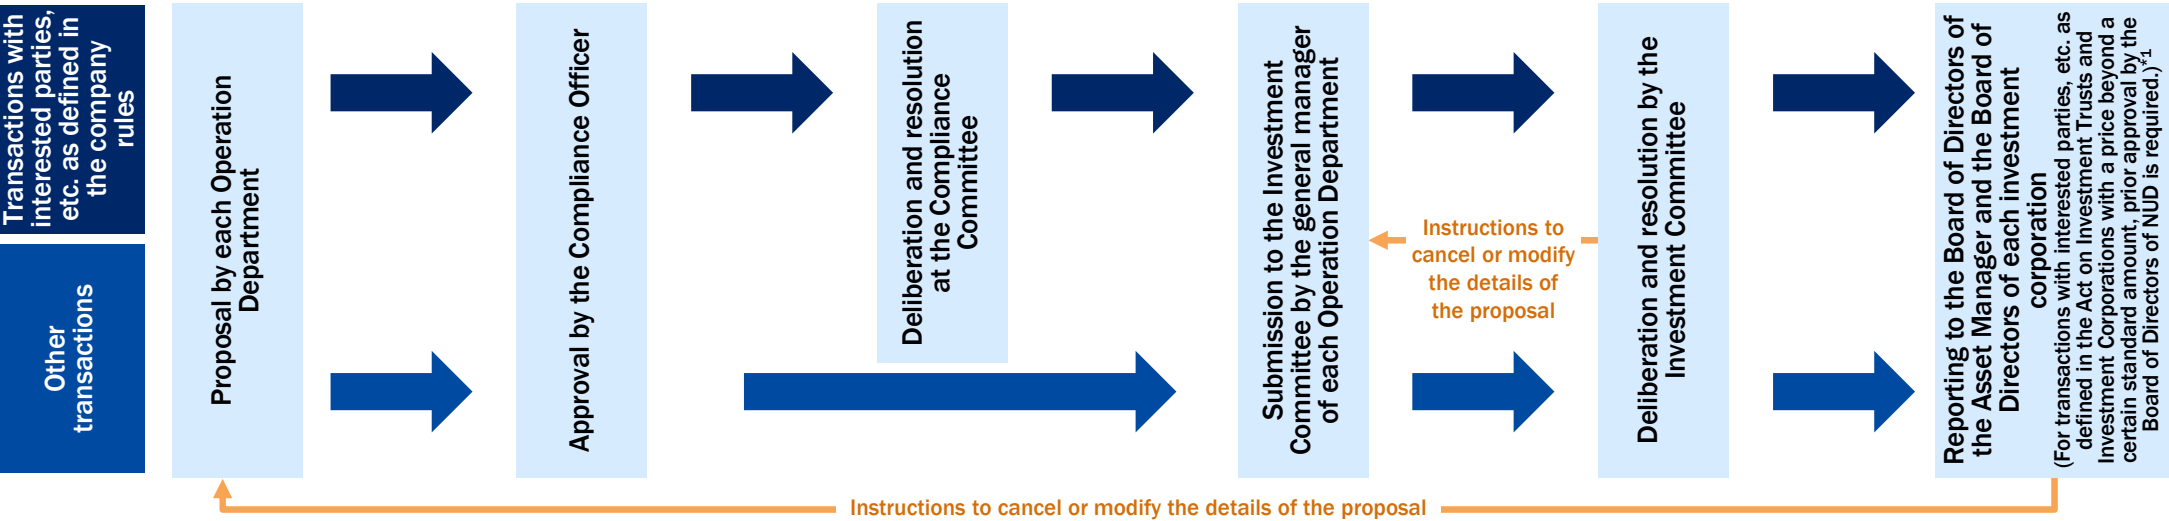 Transactions with
interested parties,
etc. as defined in
the company
rules
Other
transactions
Proposal by each Operation
Department
Approval by the Compliance Officer
Deliberation and resolution
at the Compliance
Committee
Submission to the Investment
Committee by the general manager
of each Operation Department
Instructions to
cancel or modify
the details of
the proposal
Deliberation and resolution by the
Investment Committee
Reporting to the Board of Directors of
the Asset Manager and the Board of
Directors of each investment
corporation
(For transactions with interested parties, etc. as
defined in the Act on Investment Trusts and
Investment Corporations with a price beyond a
certain standard amount, prior approval by the
Board of Directors of NUD is required.)*1
Instructions to cancel or modify the details of the proposal